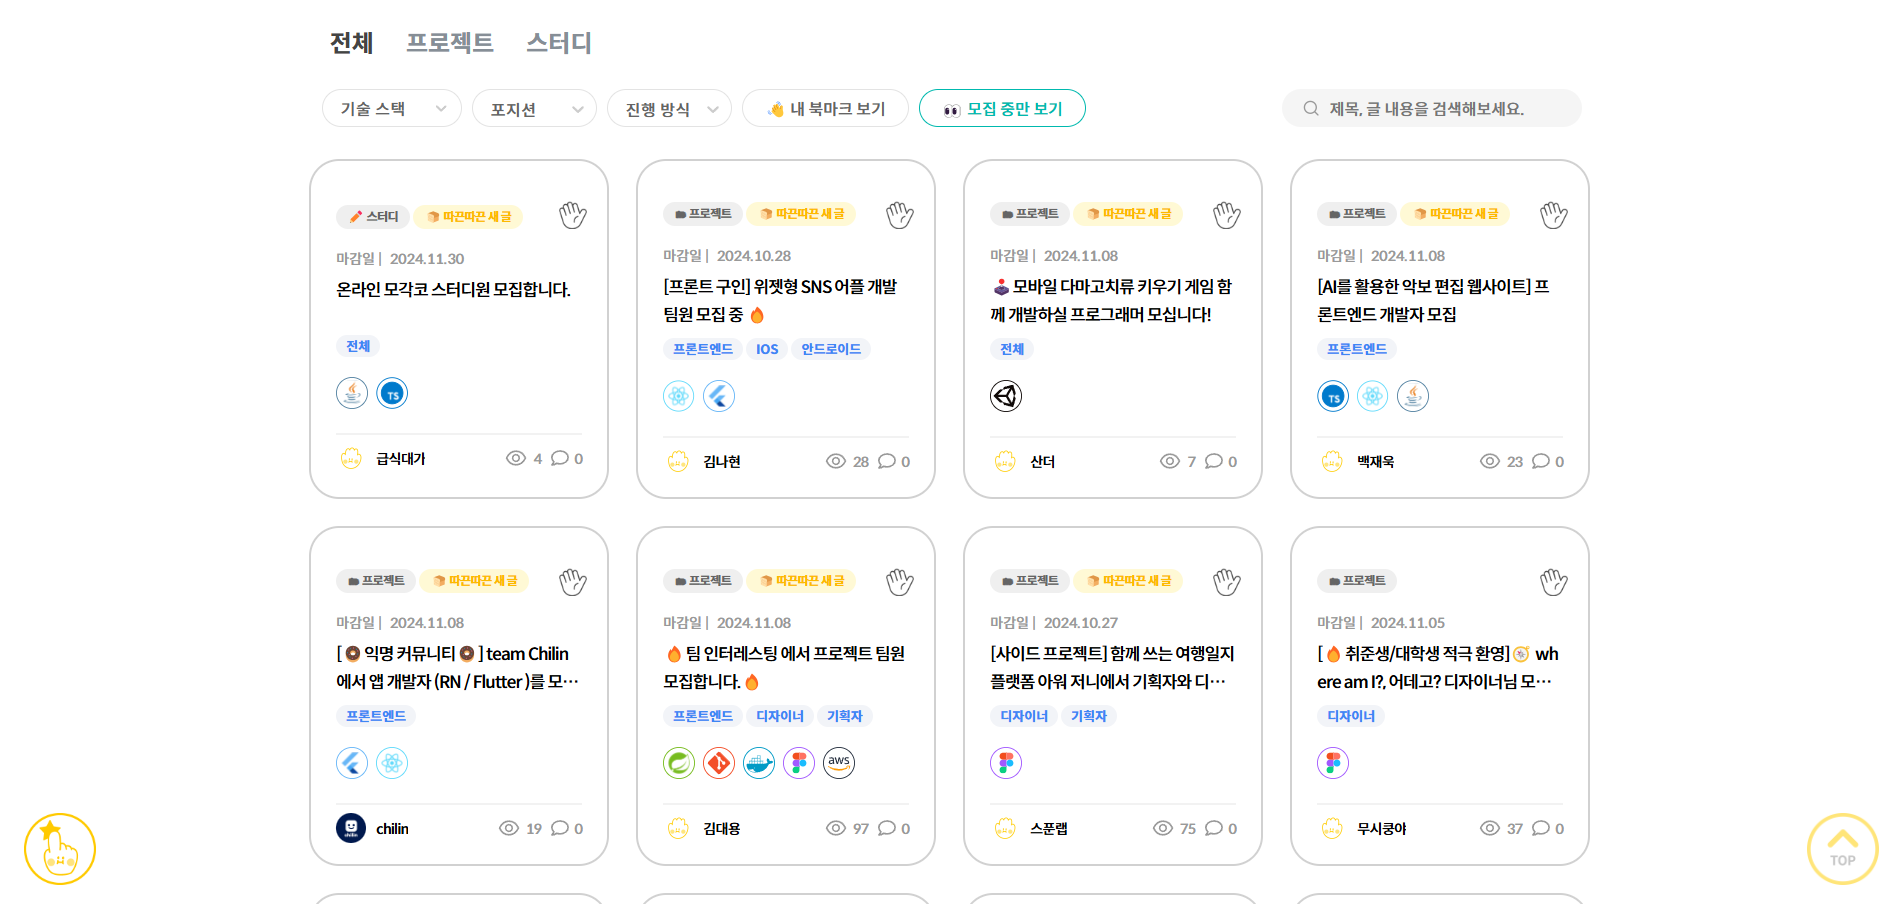 전체 프로젝트 스터디
기술 스택 포지션 진행 방식 👋 내 북마크 보기 👀 모집 중만 보기 제목, 글 내용을 검색해보세요.
스터디 따끈따끈 새 글
마감일 | 2024.11.30
온라인 모각코 스터디원 모집합니다.
전체
TS
급식대가 4 0
프로젝트 따끈따끈 새 글
마감일 | 2024.10.28
[프론트 구인] 위젯형 SNS 어플 개발
팀원 모집 중 🔥
프론트엔드 IOS 안드로이드
김나현 28 0
프로젝트 따끈따끈 새 글
마감일 | 2024.11.08
🕹️ 모바일 다마고치류 키우기 게임 함
께 개발하실 프로그래머 모십니다!
전체
산더 7 0
프로젝트 따끈따끈 새 글
마감일 | 2024.11.08
[AI를 활용한 악보 편집 웹사이트] 프
론트엔드 개발자 모집
프론트엔드
TS
백재욱 23 0
프로젝트 따끈따끈 새 글
마감일 | 2024.11.08
[ 🍩 익명 커뮤니티 🍩 ] team Chilin
에서 앱 개발자 (RN / Flutter )를 모…
프론트엔드
chilin 19 0
프로젝트 따끈따끈 새 글
마감일 | 2024.11.08
🔥 팀 인터레스팅 에서 프로젝트 팀원
모집합니다. 🔥
프론트엔드 디자이너 기획자
aws
김대용 97 0
프로젝트 따끈따끈 새 글
마감일 | 2024.10.27
[사이드 프로젝트] 함께 쓰는 여행일지
플랫폼 아워 저니에서 기획자와 디…
디자이너 기획자
스푼랩 75 0
프로젝트
마감일 | 2024.11.05
[ 🔥 취준생/대학생 적극 환영] 🧭 wh
ere am I?, 어데고? 디자이너님 모…
디자이너
무시쿵야 37 0
TOP